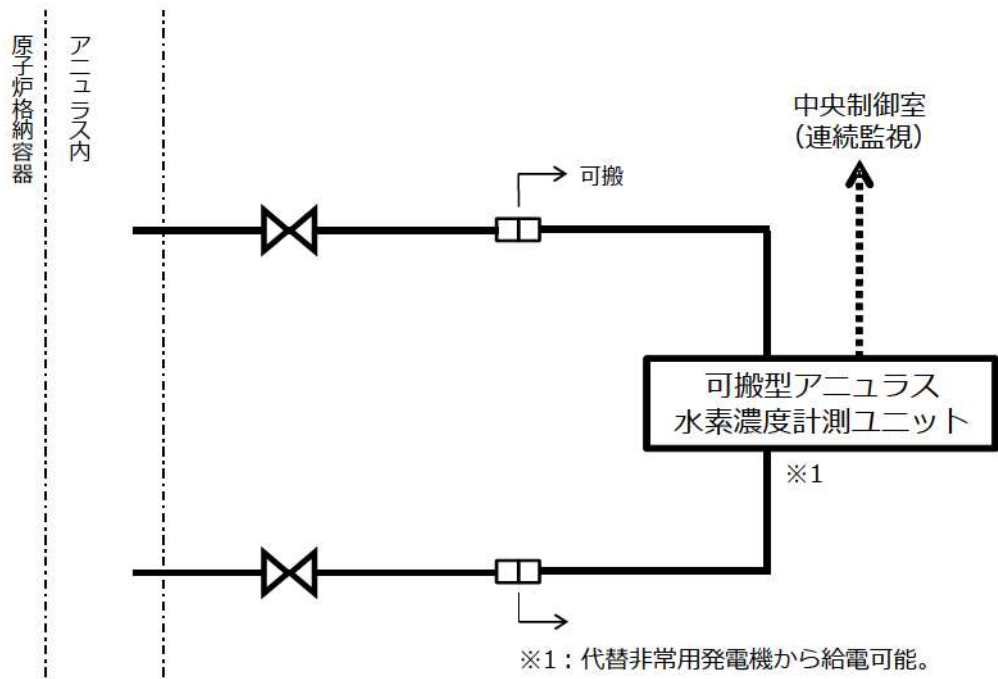 原子炉格納容器
アニュラス内
中央制御室
（連続監視）
可搬
可搬型アニュラス
水素濃度計測ユニット
※1
※1：代替非常用発電機から給電可能。